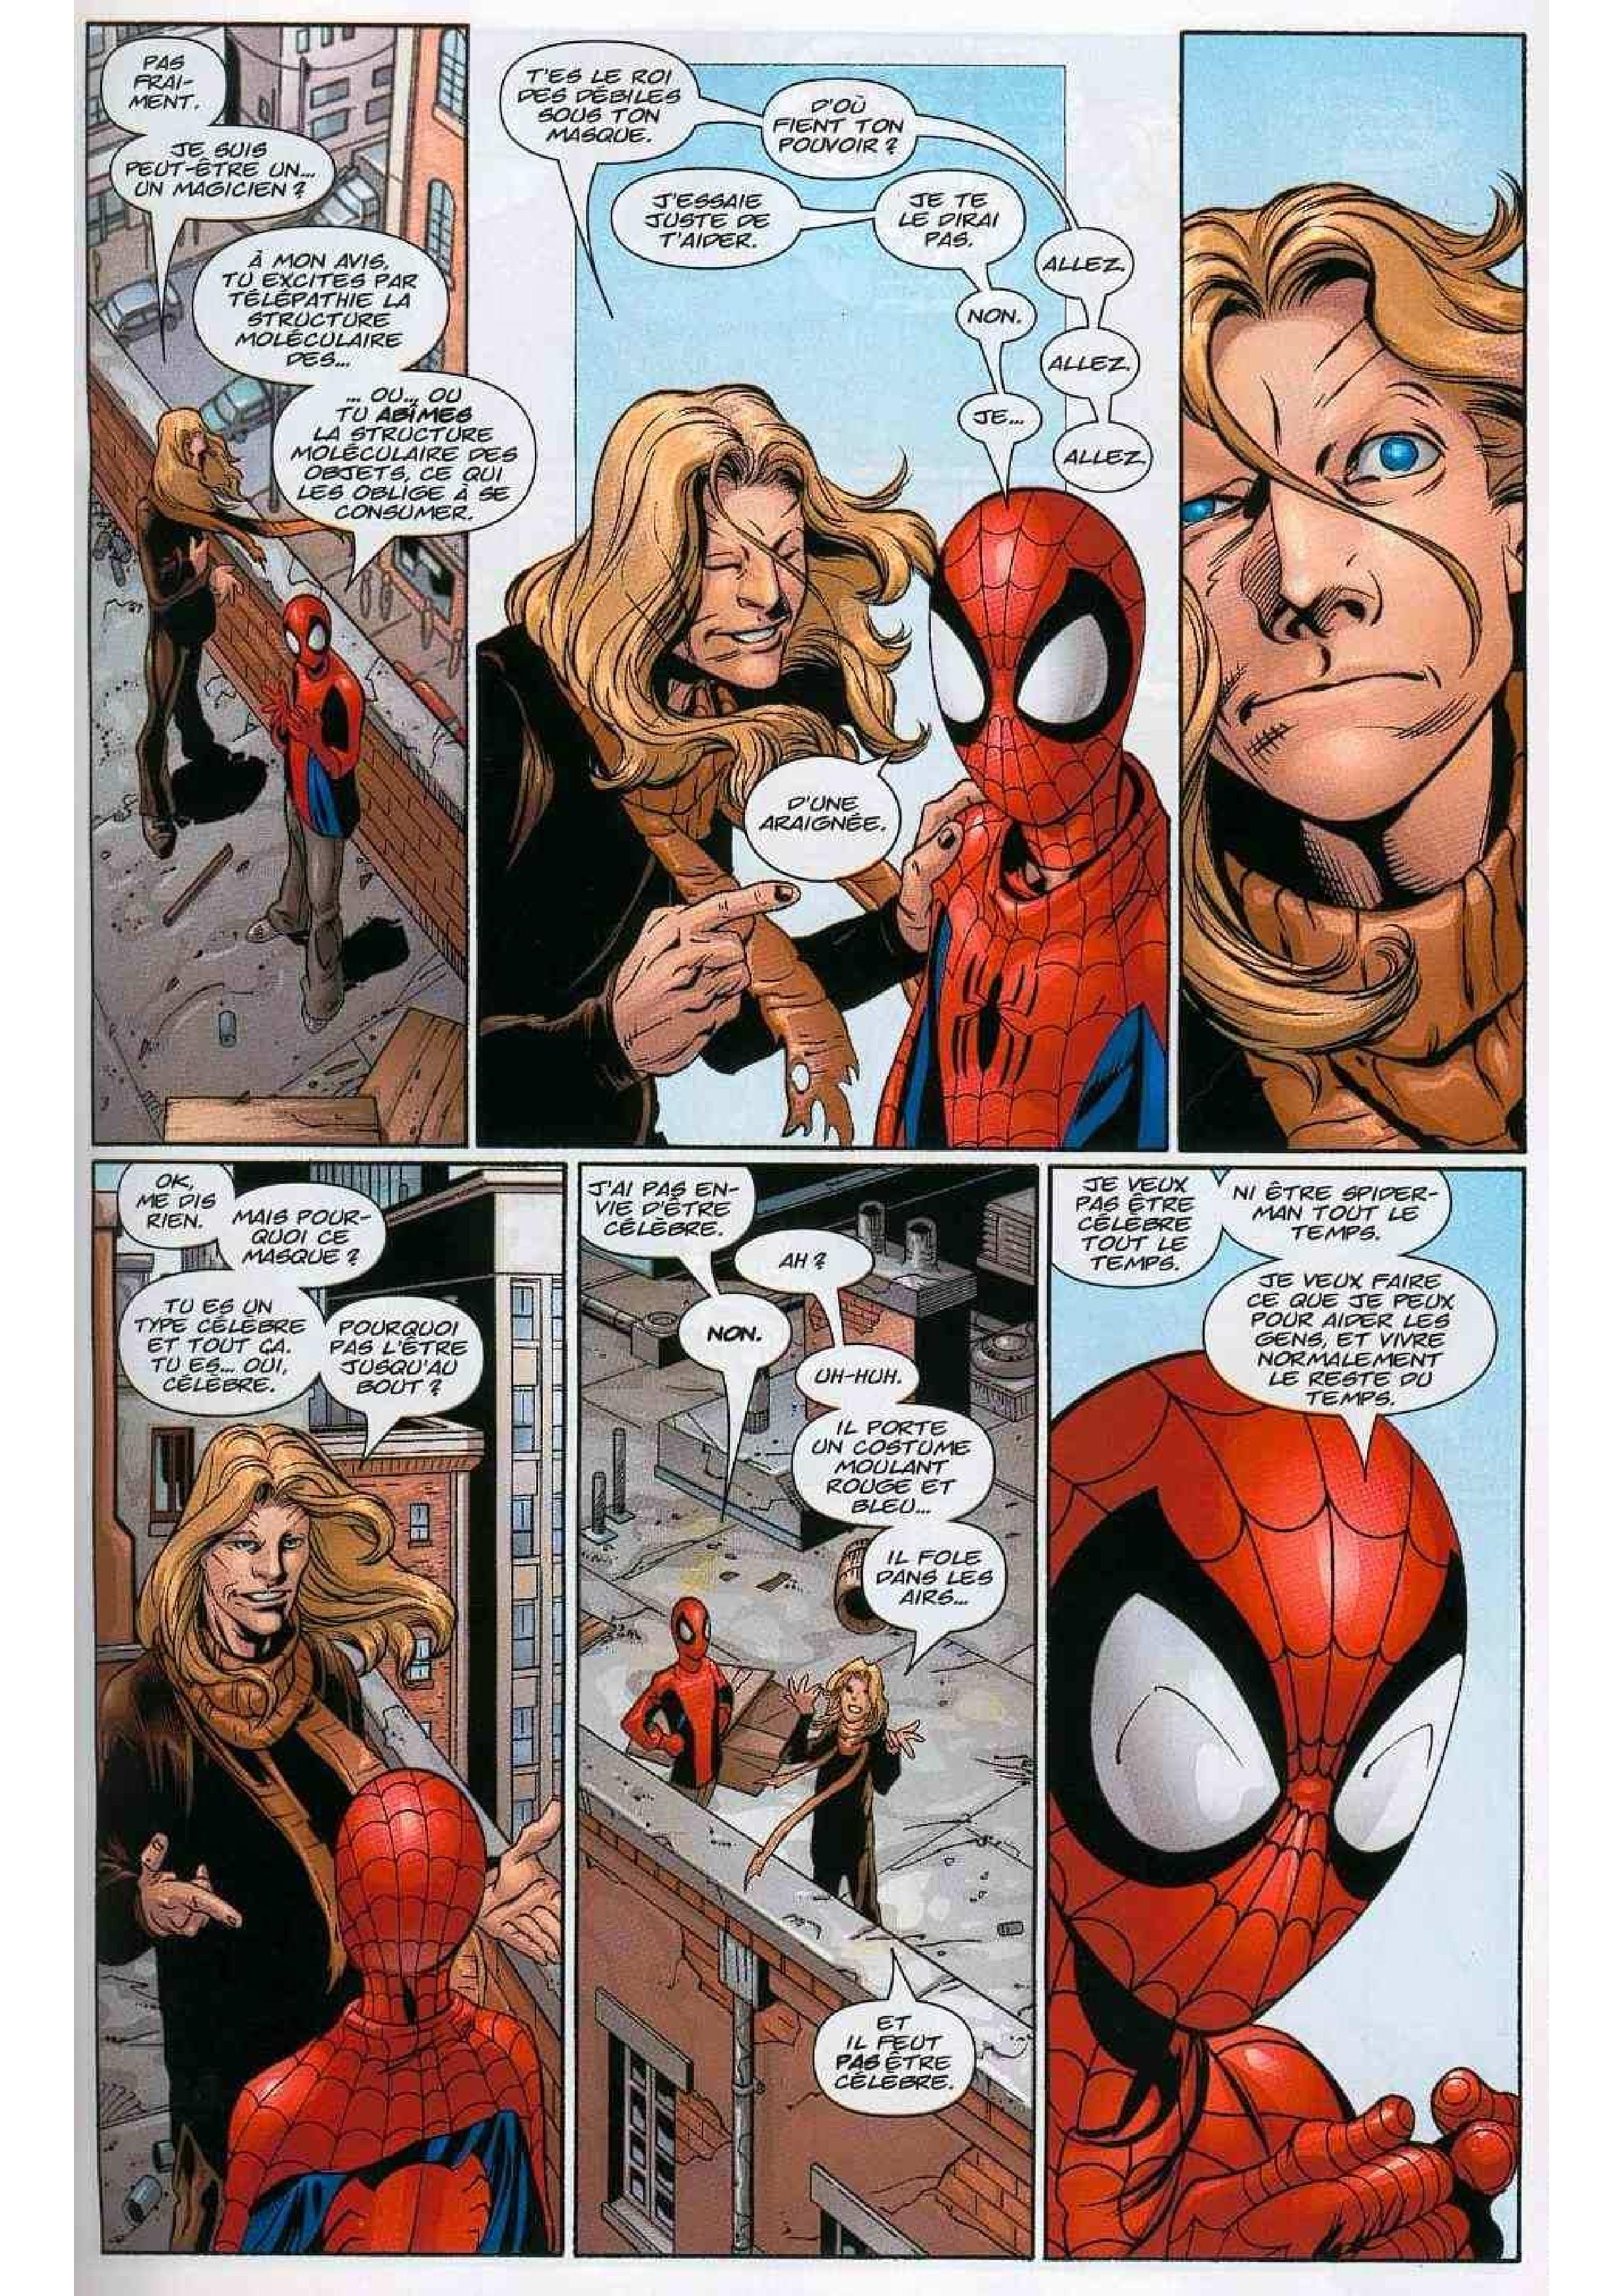 PAS
FRAI-
MENT.
JE SUIS
PEUT-ÊTRE UN...
UN MAGICIEN ?
À MON AVIS,
TU EXCITES PAR
TÉLÉPATHIE LA
STRUCTURE
MOLÉCULAIRE
DES...
... OU... OU
TU ABÎMES
LA STRUCTURE
MOLÉCULAIRE DES
OBJETS, CE QUI
LES OBLIGE À SE
CONSUMER.
T'ES LE ROI
DES DÉBILES
SOUS TON
MASQUE.
D'OÙ
FIENT TON
POUVOIR ?
J'ESSAIE
JUSTE DE
T'AIDER.
JE TE
LE DIRAI
PAS.
ALLEZ.
NON.
ALLEZ.
JE...
ALLEZ.
D'UNE
ARAIGNÉE.
OK,
ME DIS
RIEN.
MAIS POUR-
QUOI CE
MASQUE ?
TU ES UN
TYPE CÉLÈBRE
ET TOUT ÇA.
TU ES... OUI,
CÉLÈBRE.
POURQUOI
PAS L'ÊTRE
JUSQU'AU
BOUT ?
J'AI PAS EN-
VIE D'ÊTRE
CÉLÈBRE.
AH ?
NON.
UH-HUH.
IL PORTE
UN COSTUME
MOULANT
ROUGE ET
BLEU...
IL FOLE
DANS LES
AIRS...
ET
IL FEUT
PAS ÊTRE
CÉLÈBRE.
JE VEUX
PAS ÊTRE
CÉLÈBRE
TOUT LE
TEMPS.
NI ÊTRE SPIDER-
MAN TOUT LE
TEMPS.
JE VEUX FAIRE
CE QUE JE PEUX
POUR AIDER LES
GENS, ET VIVRE
NORMALEMENT
LE RESTE DU
TEMPS.